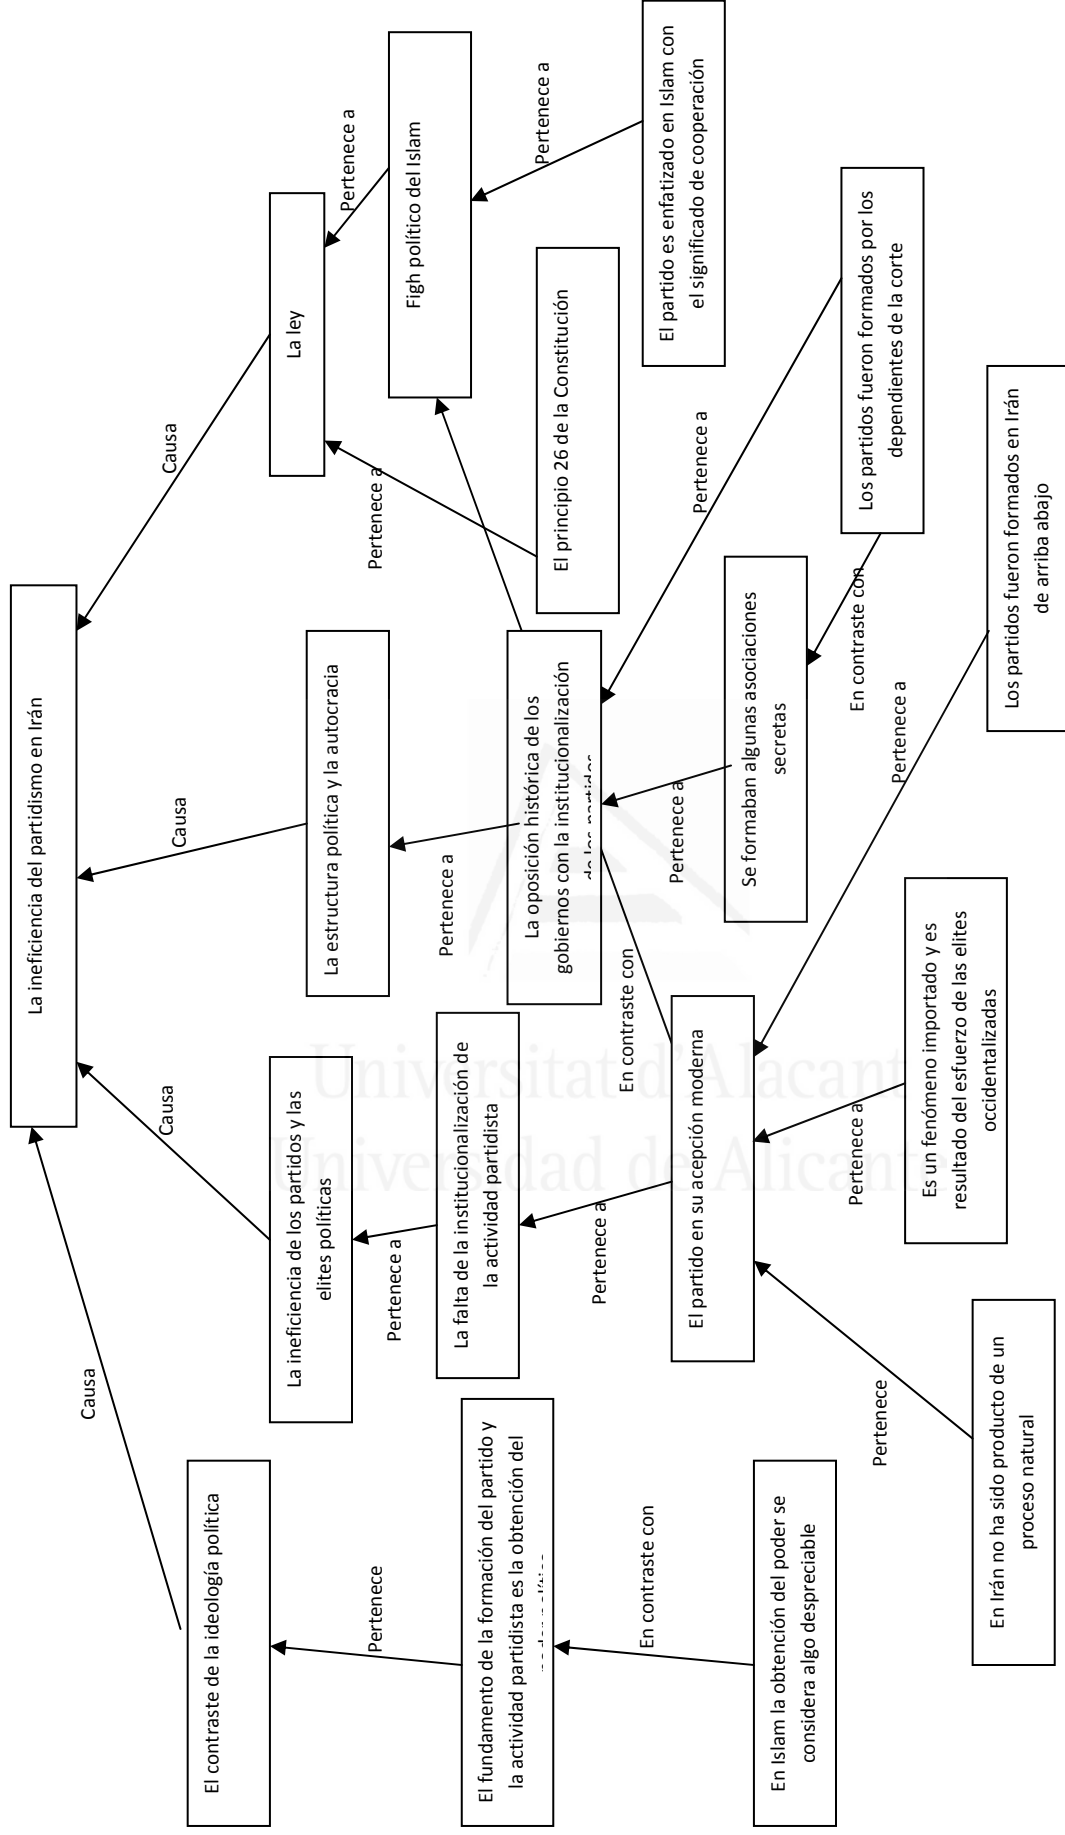 La ineficiencia del partidismo en Irán
Causa
Causa
Causa
Causa
El contraste de la ideología política
La ineficiencia de los partidos y las
elites políticas
La estructura política y la autocracia
La ley
Pertenece
Pertenece a
Pertenece a
Pertenece a
Pertenece a
El fundamento de la formación del partido y
la actividad partidista es la obtención del
La falta de la institucionalización de
la actividad partidista
La oposición histórica de los
gobiernos con la institucionalización
de los partidos
El principio 26 de la Constitución
Figh político del Islam
En contraste con
Pertenece a
En contraste con
Pertenece a
Pertenece a
Pertenece a
En Islam la obtención del poder se
considera algo despreciable
El partido en su acepción moderna
Se formaban algunas asociaciones
secretas
El partido es enfatizado en Islam con
el significado de cooperación
Pertenece
Pertenece a
Pertenece a
En contraste con
Los partidos fueron formados por los
dependientes de la corte
En Irán no ha sido producto de un
proceso natural
Es un fenómeno importado y es
resultado del esfuerzo de las elites
occidentalizadas
Los partidos fueron formados en Irán
de arriba abajo
Universitat d'Alacant
Universidad de Alicante